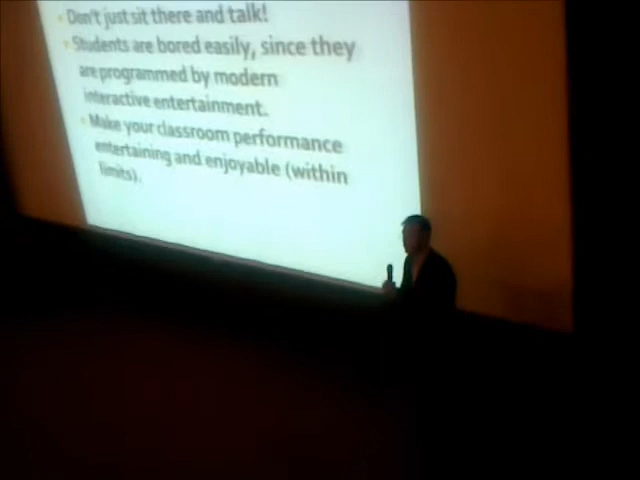 • Don't just sit there and talk!
• Students are bored easily, since they
are programmed by modern
interactive entertainment.
• Make your classroom performance
entertaining and enjoyable (within
limits).